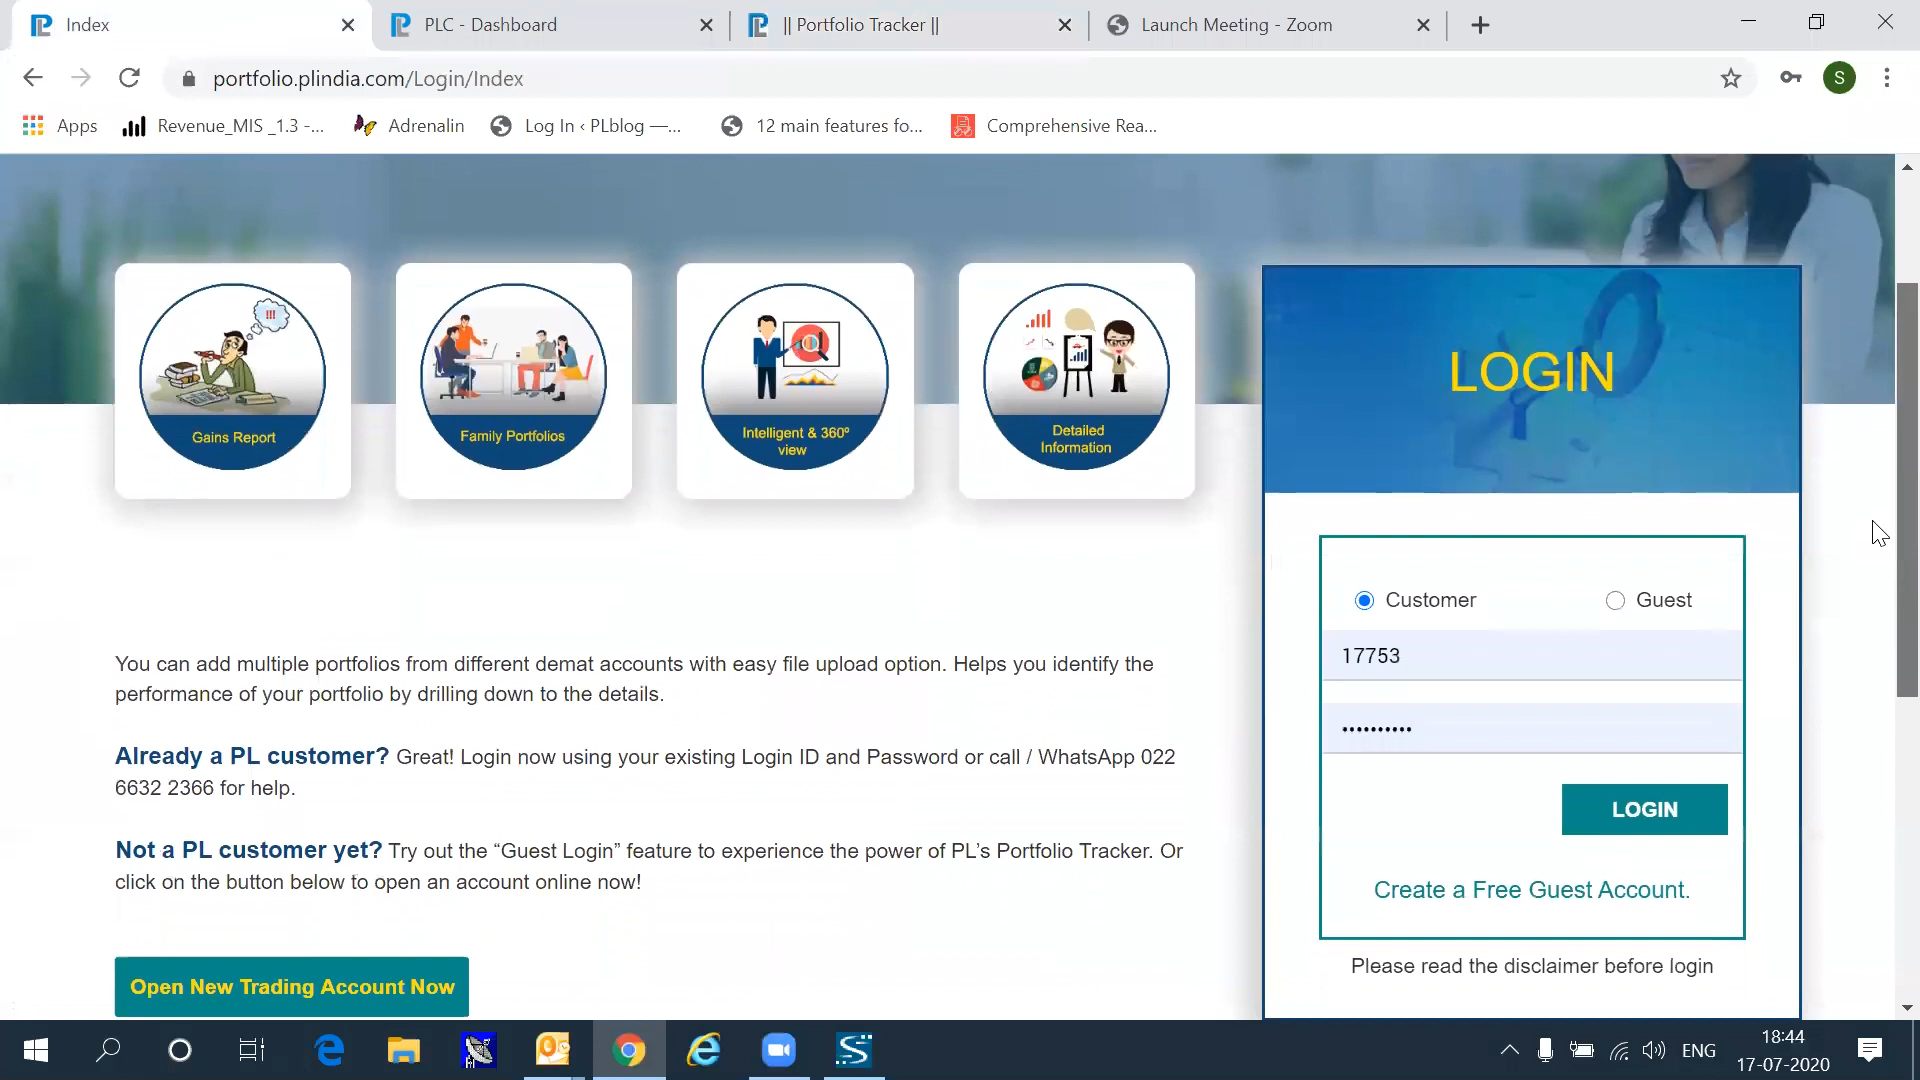 Index
PLC - Dashboard
|| Portfolio Tracker ||
Launch Meeting - Zoom
portfolio.plindia.com/Login/Index
S
Apps
Revenue_MIS _1.3 -...
Adrenalin
Log In ‹ PLblog —...
12 main features fo...
Comprehensive Rea...
!!!
Gains Report
Family Portfolios
Intelligent & 360º
view
Detailed
Information
LOGIN
Customer
Guest
17753
LOGIN
Create a Free Guest Account.
Please read the disclaimer before login
You can add multiple portfolios from different demat accounts with easy file upload option. Helps you identify the
performance of your portfolio by drilling down to the details.
Already a PL customer? Great! Login now using your existing Login ID and Password or call / WhatsApp 022
6632 2366 for help.
Not a PL customer yet? Try out the “Guest Login” feature to experience the power of PL’s Portfolio Tracker. Or
click on the button below to open an account online now!
Open New Trading Account Now
ENG
18:44
17-07-2020